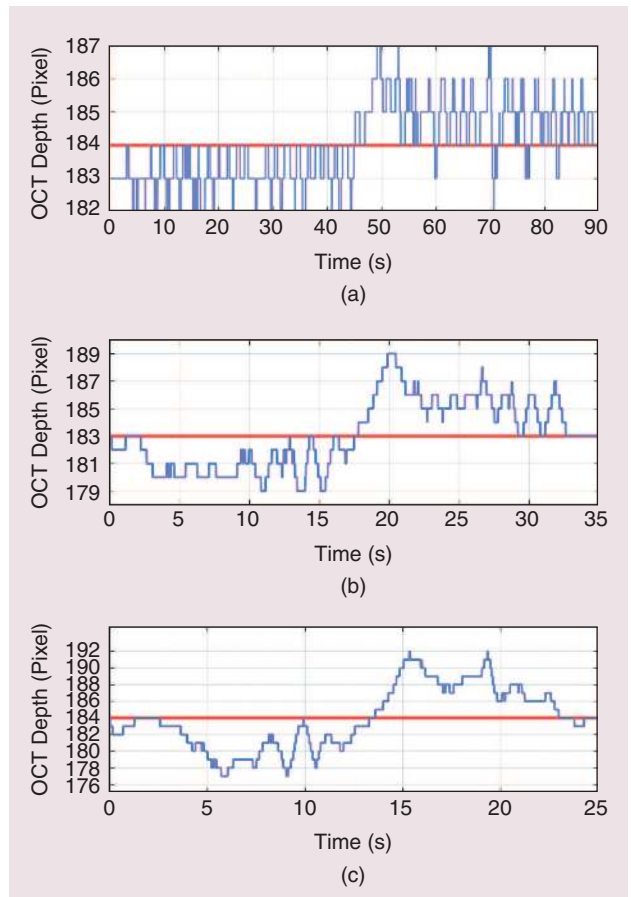 OCT Depth (Pixel)
187
186
185
184
183
182
0 10 20 30 40 50 60 70 80 90
Time (s)
(a)
OCT Depth (Pixel)
189
187
185
183
181
179
0 5 10 15 20 25 30 35
Time (s)
(b)
OCT Depth (Pixel)
192
190
188
186
184
182
180
178
176
0 5 10 15 20 25
Time (s)
(c)